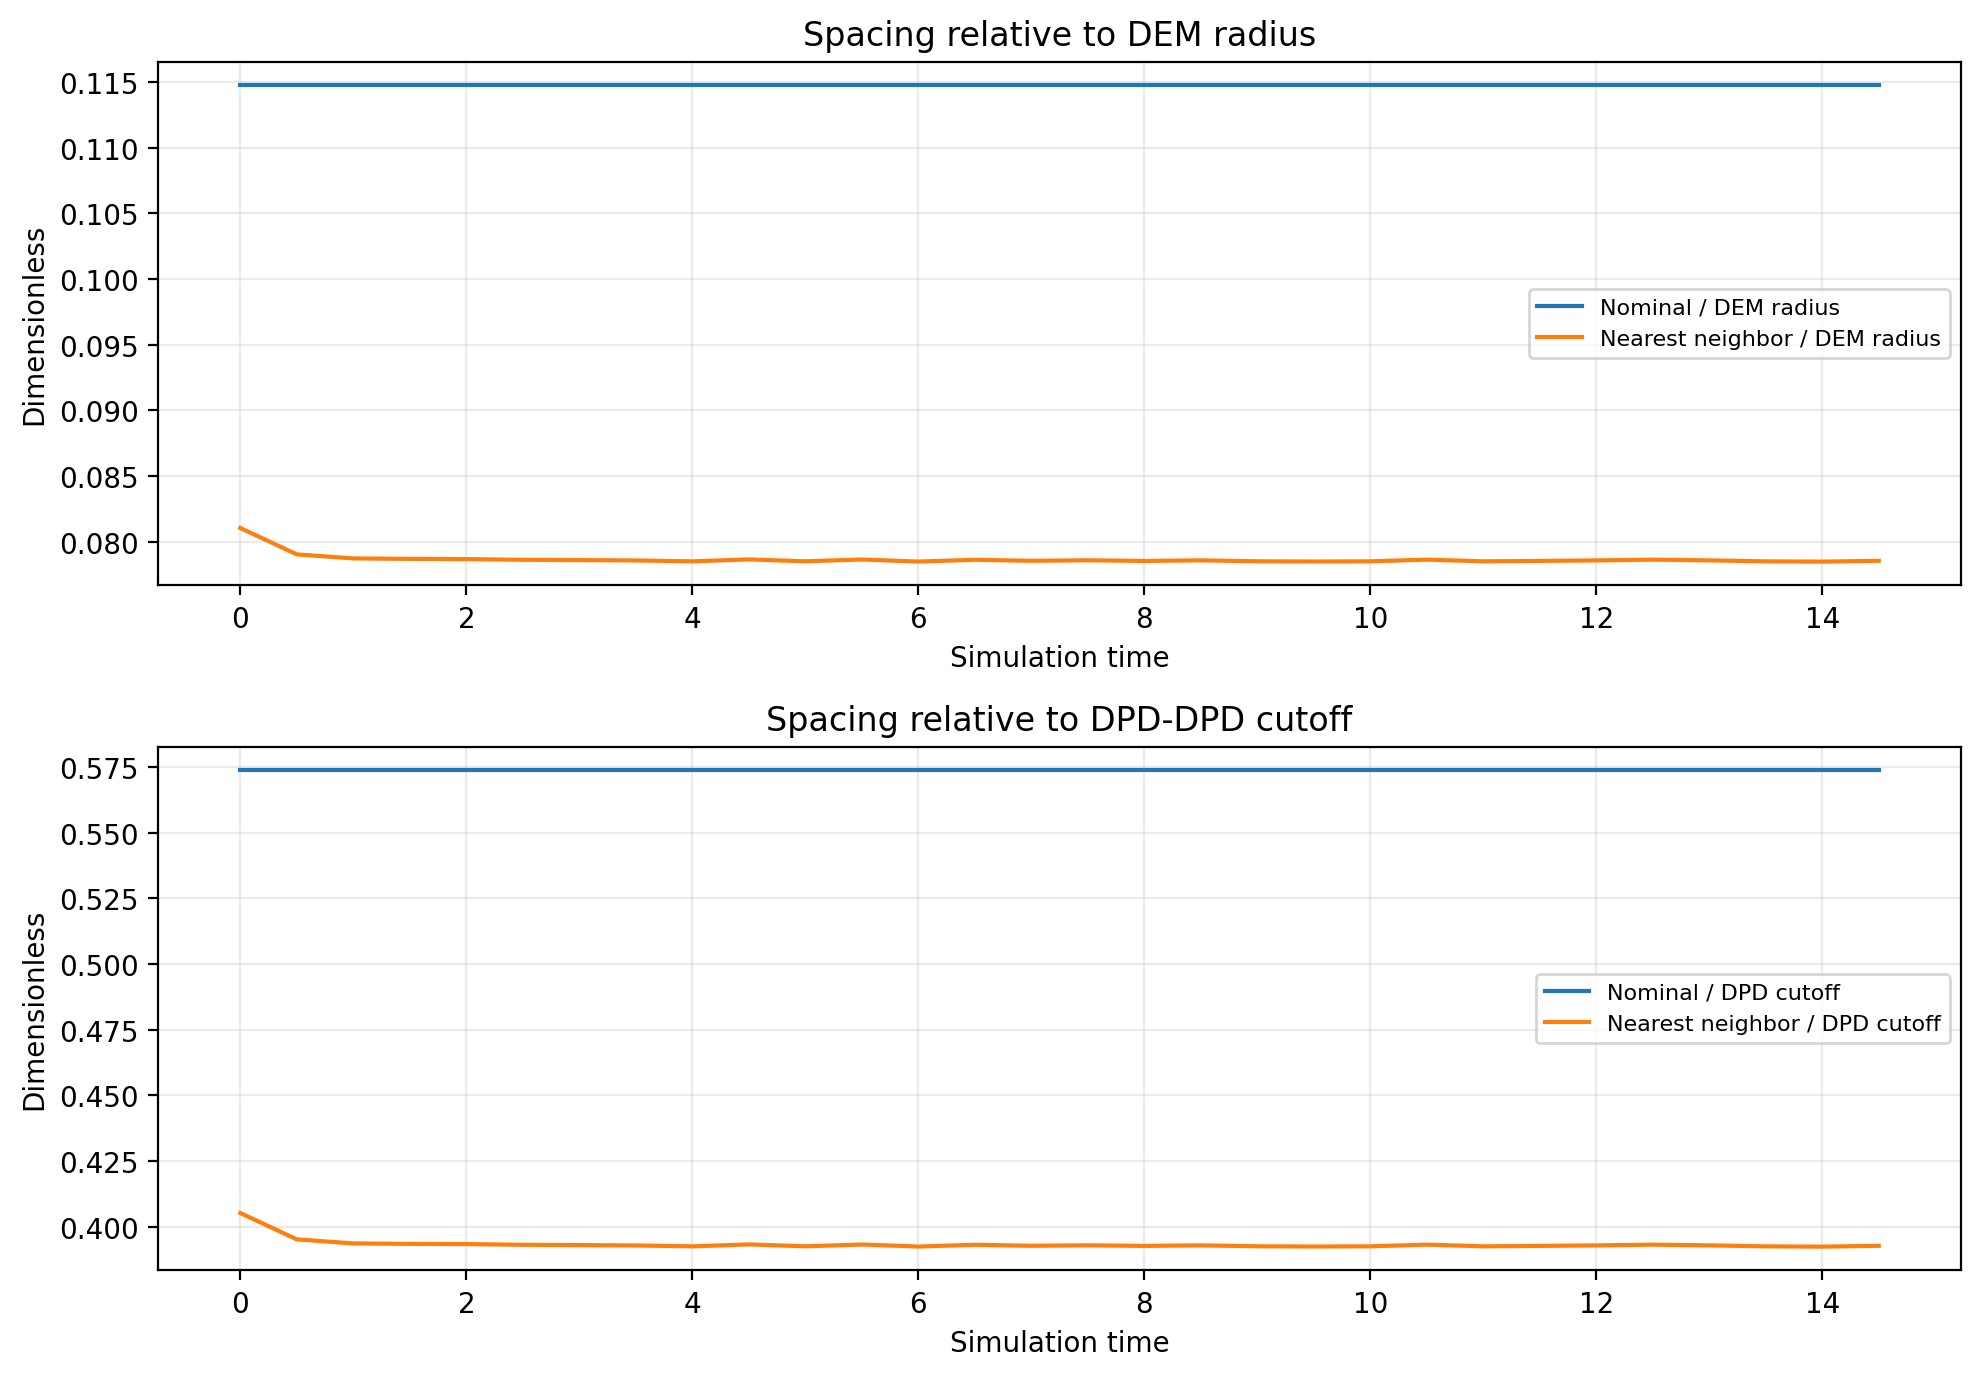 Spacing relative to DEM radius
Dimensionless
0.115
0.110
0.105
0.100
0.095
0.090
0.085
0.080
Nominal / DEM radius
Nearest neighbor / DEM radius
0 2 4 6 8 10 12 14
Simulation time
Spacing relative to DPD-DPD cutoff
Dimensionless
0.575
0.550
0.525
0.500
0.475
0.450
0.425
0.400
Nominal / DPD cutoff
Nearest neighbor / DPD cutoff
0 2 4 6 8 10 12 14
Simulation time